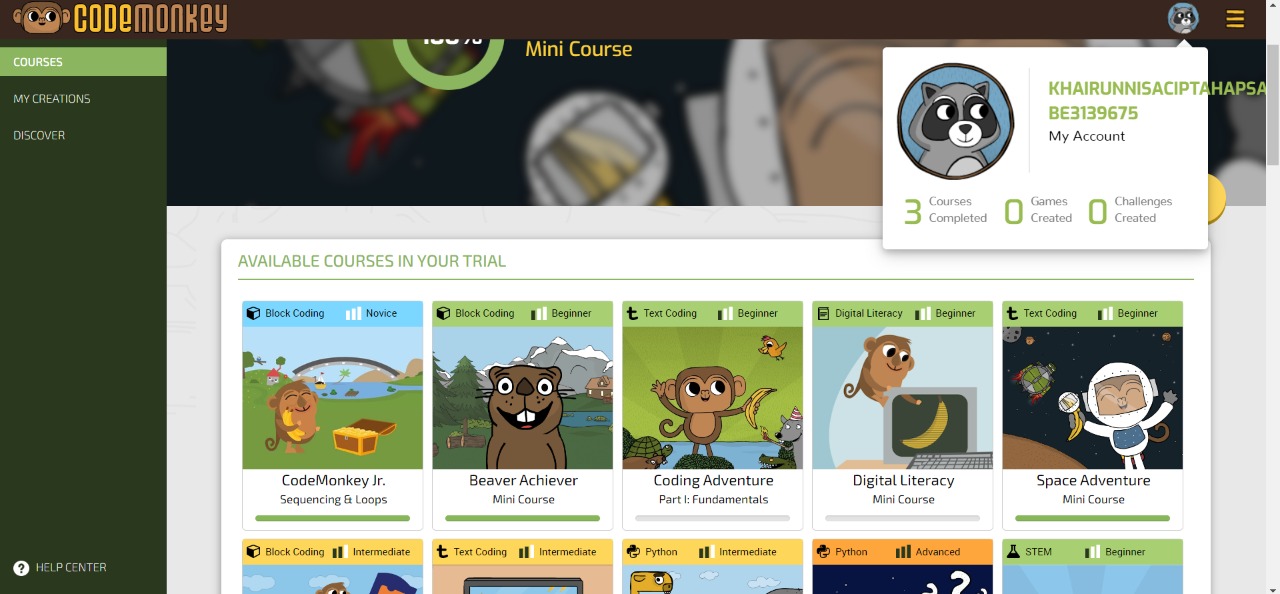 CODEMONKEY
COURSES
MY CREATIONS
DISCOVER
HELP CENTER
100%
Mini Course
KHAIRUNNISACIPTAHAPSA
BE3139675
My Account
3 Courses Completed
0 Games Created
0 Challenges Created
AVAILABLE COURSES IN YOUR TRIAL
Block Coding Novice
CodeMonkey Jr.
Sequencing & Loops
Block Coding Beginner
Beaver Achiever
Mini Course
Text Coding Beginner
Coding Adventure
Part I: Fundamentals
Digital Literacy Beginner
Digital Literacy
Mini Course
Text Coding Beginner
Space Adventure
Mini Course
Block Coding Intermediate
Text Coding Intermediate
Python Intermediate
Python Advanced
STEM Beginner